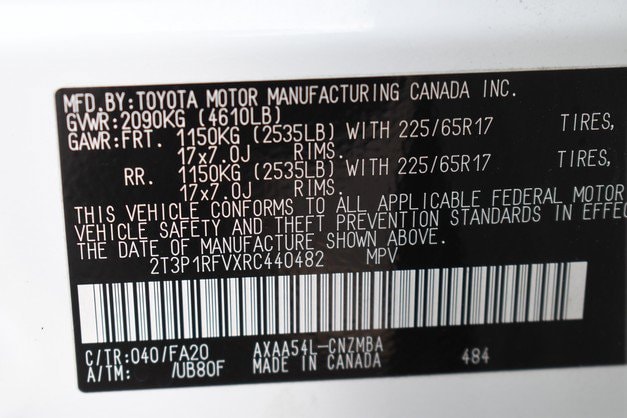 MFD.BY:TOYOTA MOTOR MANUFACTURING CANADA INC.
GVWR:2090KG (4610LB)
GAWR:FRT. 1150KG (2535LB) WITH 225/65R17 TIRES,
17x7.0J RIMS.
RR. 1150KG (2535LB) WITH 225/65R17 TIRES,
17x7.0J RIMS.
THIS VEHICLE CONFORMS TO ALL APPLICABLE FEDERAL MOTOR
VEHICLE SAFETY AND THEFT PREVENTION STANDARDS IN EFFEC
THE DATE OF MANUFACTURE SHOWN ABOVE.
2T3P1RFVXRC440482 MPV
C/TR:040/FA20 AXAA54L-CNZMBA
A/TM: /UB80F MADE IN CANADA 484